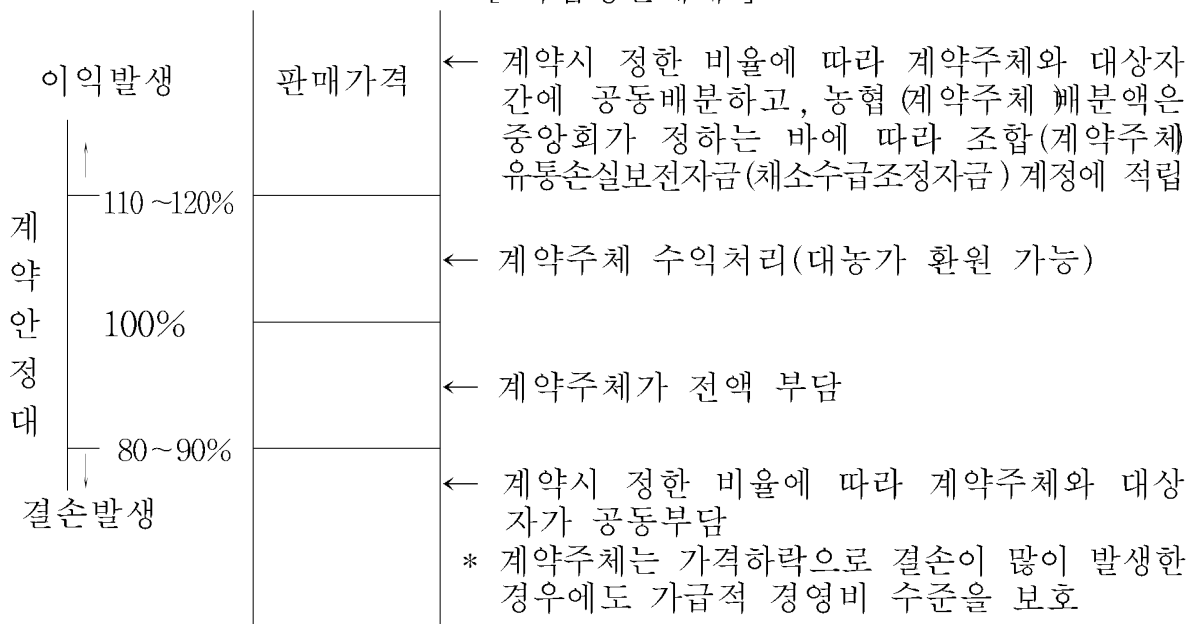 이익발생
판매가격
← 계약시 정한 비율에 따라 계약주체와 대상자
간에 공동배분하고, 농협(계약주체)배분액은
중앙회가 정하는 바에 따라 조합(계약주체)
유통손실보전자금(채소수급조정자금)계정에 적립
110~120%
← 계약주체 수익처리(대농가 환원 가능)
계약안정대
100%
← 계약주체가 전액 부담
80~90%
← 계약시 정한 비율에 따라 계약주체와 대상
자가 공동부담
결손발생
* 계약주체는 가격하락으로 결손이 많이 발생한
경우에도 가급적 경영비 수준을 보호